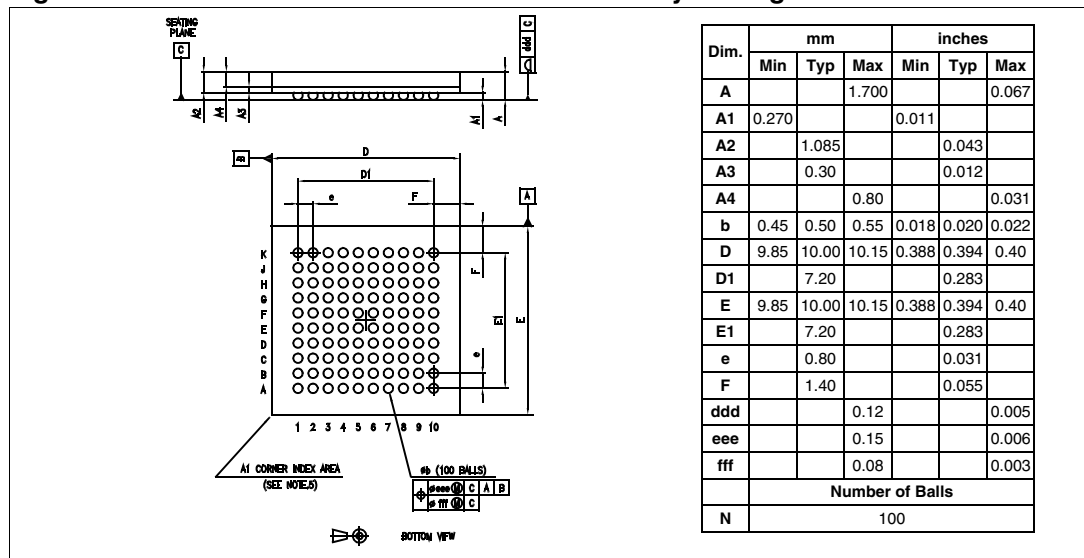 SEATING
PLANE
C
ddd C
A2
A4
A3
A1
A
B
D
D1
e
F
A
K
J
H
G
F
E
D
C
B
A
F
E1
E
e
1 2 3 4 5 6 7 8 9 10
A1 CORNER INDEX AREA
(SEE NOTE.5)
øb (100 BALLS)
ø eee Ⓜ C A B
ø fff Ⓜ C
BOTTOM VIEW
Dim. mm inches
Min Typ Max Min Typ Max
A 1.700 0.067
A1 0.270 0.011
A2 1.085 0.043
A3 0.30 0.012
A4 0.80 0.031
b 0.45 0.50 0.55 0.018 0.020 0.022
D 9.85 10.00 10.15 0.388 0.394 0.40
D1 7.20 0.283
E 9.85 10.00 10.15 0.388 0.394 0.40
E1 7.20 0.283
e 0.80 0.031
F 1.40 0.055
ddd 0.12 0.005
eee 0.15 0.006
fff 0.08 0.003
Number of Balls
N 100